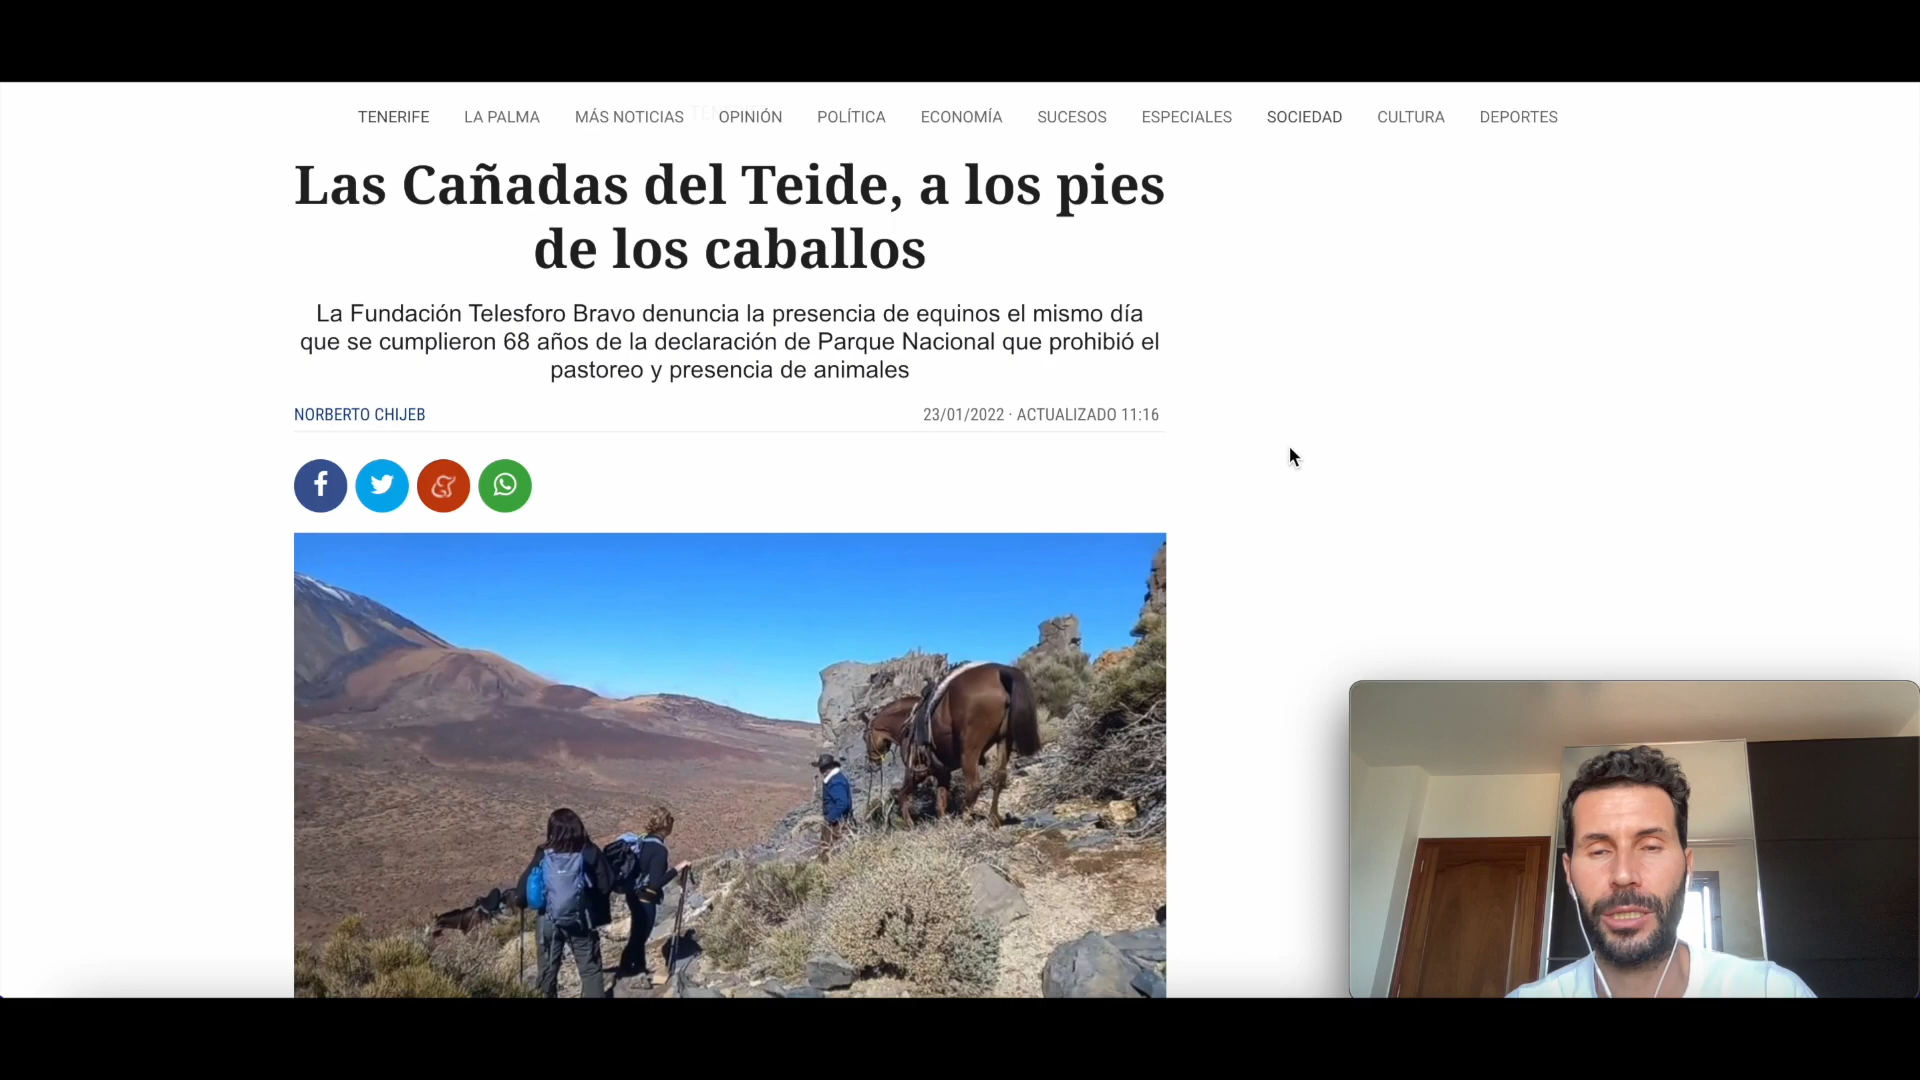 TENERIFE LA PALMA MÁS NOTICIAS OPINIÓN POLÍTICA ECONOMÍA SUCESOS ESPECIALES SOCIEDAD CULTURA DEPORTES
Las Cañadas del Teide, a los pies
de los caballos
La Fundación Telesforo Bravo denuncia la presencia de equinos el mismo día
que se cumplieron 68 años de la declaración de Parque Nacional que prohibió el
pastoreo y presencia de animales
NORBERTO CHIJEB 23/01/2022 · ACTUALIZADO 11:16